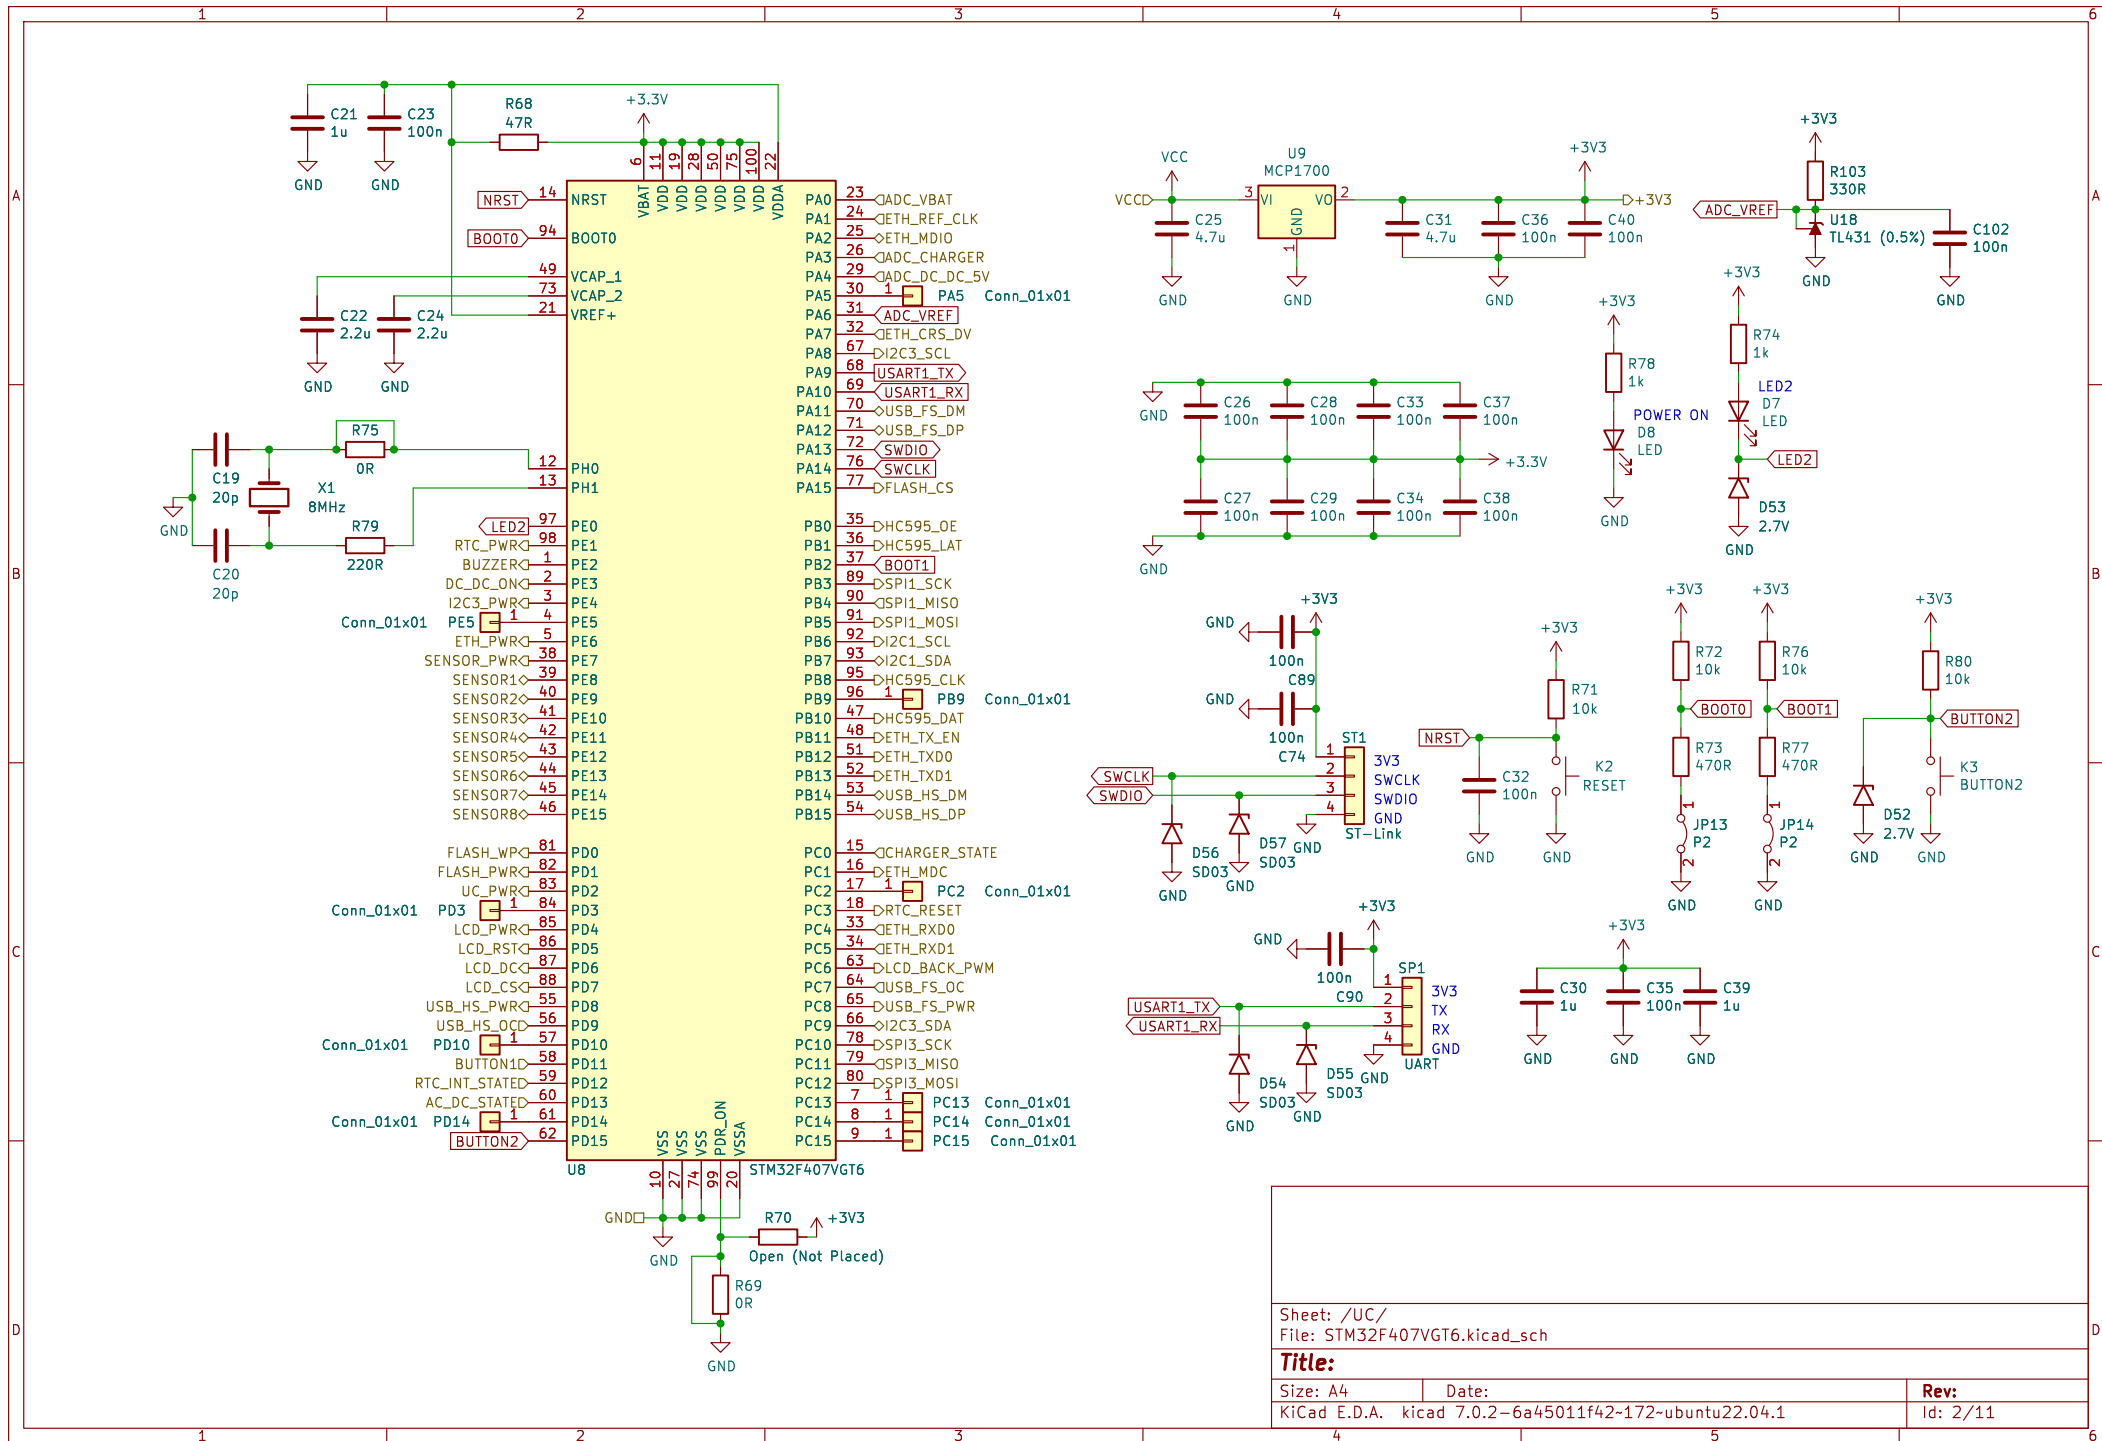 1 2 3 4 5 6
A B C D
A B C D
C21
1u
GND
C23
100n
GND
R68
47R
+3.3V
6 11 19 28 50 75 100 22
VBAT VDD VDD VDD VDD VDD VDD VDDA
NRST 14 NRST
BOOT0 94 BOOT0
49 VCAP_1
73 VCAP_2
21 VREF+
C22
2.2u
GND
C24
2.2u
GND
R75
0R
C19
20p
X1
8MHz
GND
R79
220R
C20
20p
12 PH0
13 PH1
LED2 97 PE0
RTC_PWR 98 PE1
BUZZER 1 PE2
DC_DC_ON 2 PE3
I2C3_PWR 3 PE4
Conn_01x01 PE5 1 4 PE5
ETH_PWR 5 PE6
SENSOR_PWR 38 PE7
SENSOR1 39 PE8
SENSOR2 40 PE9
SENSOR3 41 PE10
SENSOR4 42 PE11
SENSOR5 43 PE12
SENSOR6 44 PE13
SENSOR7 45 PE14
SENSOR8 46 PE15
FLASH_WP 81 PD0
FLASH_PWR 82 PD1
UC_PWR 83 PD2
Conn_01x01 PD3 1 84 PD3
LCD_PWR 85 PD4
LCD_RST 86 PD5
LCD_DC 87 PD6
LCD_CS 88 PD7
USB_HS_PWR 55 PD8
USB_HS_OC 56 PD9
Conn_01x01 PD10 1 57 PD10
BUTTON1 58 PD11
RTC_INT_STATE 59 PD12
AC_DC_STATE 60 PD13
Conn_01x01 PD14 1 61 PD14
BUTTON2 62 PD15
PA0 23 ADC_VBAT
PA1 24 ETH_REF_CLK
PA2 25 ETH_MDIO
PA3 26 ADC_CHARGER
PA4 29 ADC_DC_DC_5V
PA5 30 1 PA5 Conn_01x01
PA6 31 ADC_VREF
PA7 32 ETH_CRS_DV
PA8 67 I2C3_SCL
PA9 68 USART1_TX
PA10 69 USART1_RX
PA11 70 USB_FS_DM
PA12 71 USB_FS_DP
PA13 72 SWDIO
PA14 76 SWCLK
PA15 77 FLASH_CS
PB0 35 HC595_OE
PB1 36 HC595_LAT
PB2 37 BOOT1
PB3 89 SPI1_SCK
PB4 90 SPI1_MISO
PB5 91 SPI1_MOSI
PB6 92 I2C1_SCL
PB7 93 I2C1_SDA
PB8 95 HC595_CLK
PB9 96 1 PB9 Conn_01x01
PB10 47 HC595_DAT
PB11 48 ETH_TX_EN
PB12 51 ETH_TXD0
PB13 52 ETH_TXD1
PB14 53 USB_HS_DM
PB15 54 USB_HS_DP
PC0 15 CHARGER_STATE
PC1 16 ETH_MDC
PC2 17 1 PC2 Conn_01x01
PC3 18 RTC_RESET
PC4 33 ETH_RXD0
PC5 34 ETH_RXD1
PC6 63 LCD_BACK_PWM
PC7 64 USB_FS_OC
PC8 65 USB_FS_PWR
PC9 66 I2C3_SDA
PC10 78 SPI3_SCK
PC11 79 SPI3_MISO
PC12 80 SPI3_MOSI
PC13 7 1 PC13 Conn_01x01
PC14 8 1 PC14 Conn_01x01
PC15 9 1 PC15 Conn_01x01
VSS VSS VSS PDR_ON VSSA
U8 STM32F407VGT6
10 27 74 99 20
GND
GND
R70
+3V3
Open (Not Placed)
R69
0R
GND
VCC
VCC
C25
4.7u
GND
U9
MCP1700
3 VI VO 2
GND
1
GND
C31
4.7u
C36
100n
C40
100n
+3V3
+3V3
GND
+3V3
R103
330R
ADC_VREF
U18
TL431 (0.5%)
GND
C102
100n
GND
+3V3
R78
1k
POWER ON
D8
LED
GND
+3V3
R74
1k
LED2
D7
LED
LED2
D53
2.7V
GND
GND
C26
100n
C28
100n
C33
100n
C37
100n
+3.3V
C27
100n
C29
100n
C34
100n
C38
100n
GND
+3V3
GND
100n
C89
GND
100n
C74
ST1
1 3V3
2 SWCLK
3 SWDIO
4 GND
ST-Link
SWCLK
SWDIO
GND
D56
SD03
GND
D57
SD03
GND
+3V3
R71
10k
NRST
C32
100n
GND
K2
RESET
GND
+3V3
R72
10k
BOOT0
R73
470R
1
JP13
P2
2
GND
+3V3
R76
10k
BOOT1
R77
470R
1
JP14
P2
2
GND
+3V3
R80
10k
BUTTON2
D52
2.7V
GND
K3
BUTTON2
GND
+3V3
GND
100n
C90
SP1
1 3V3
2 TX
3 RX
4 GND
UART
USART1_TX
USART1_RX
GND
D54
SD03
GND
D55
SD03
GND
+3V3
C30
1u
GND
C35
100n
GND
C39
1u
GND
Sheet: /UC/
File: STM32F407VGT6.kicad_sch
Title:
Size: A4 Date: Rev:
KiCad E.D.A. kicad 7.0.2-6a45011f42~172~ubuntu22.04.1 Id: 2/11
1 2 3 4 5 6